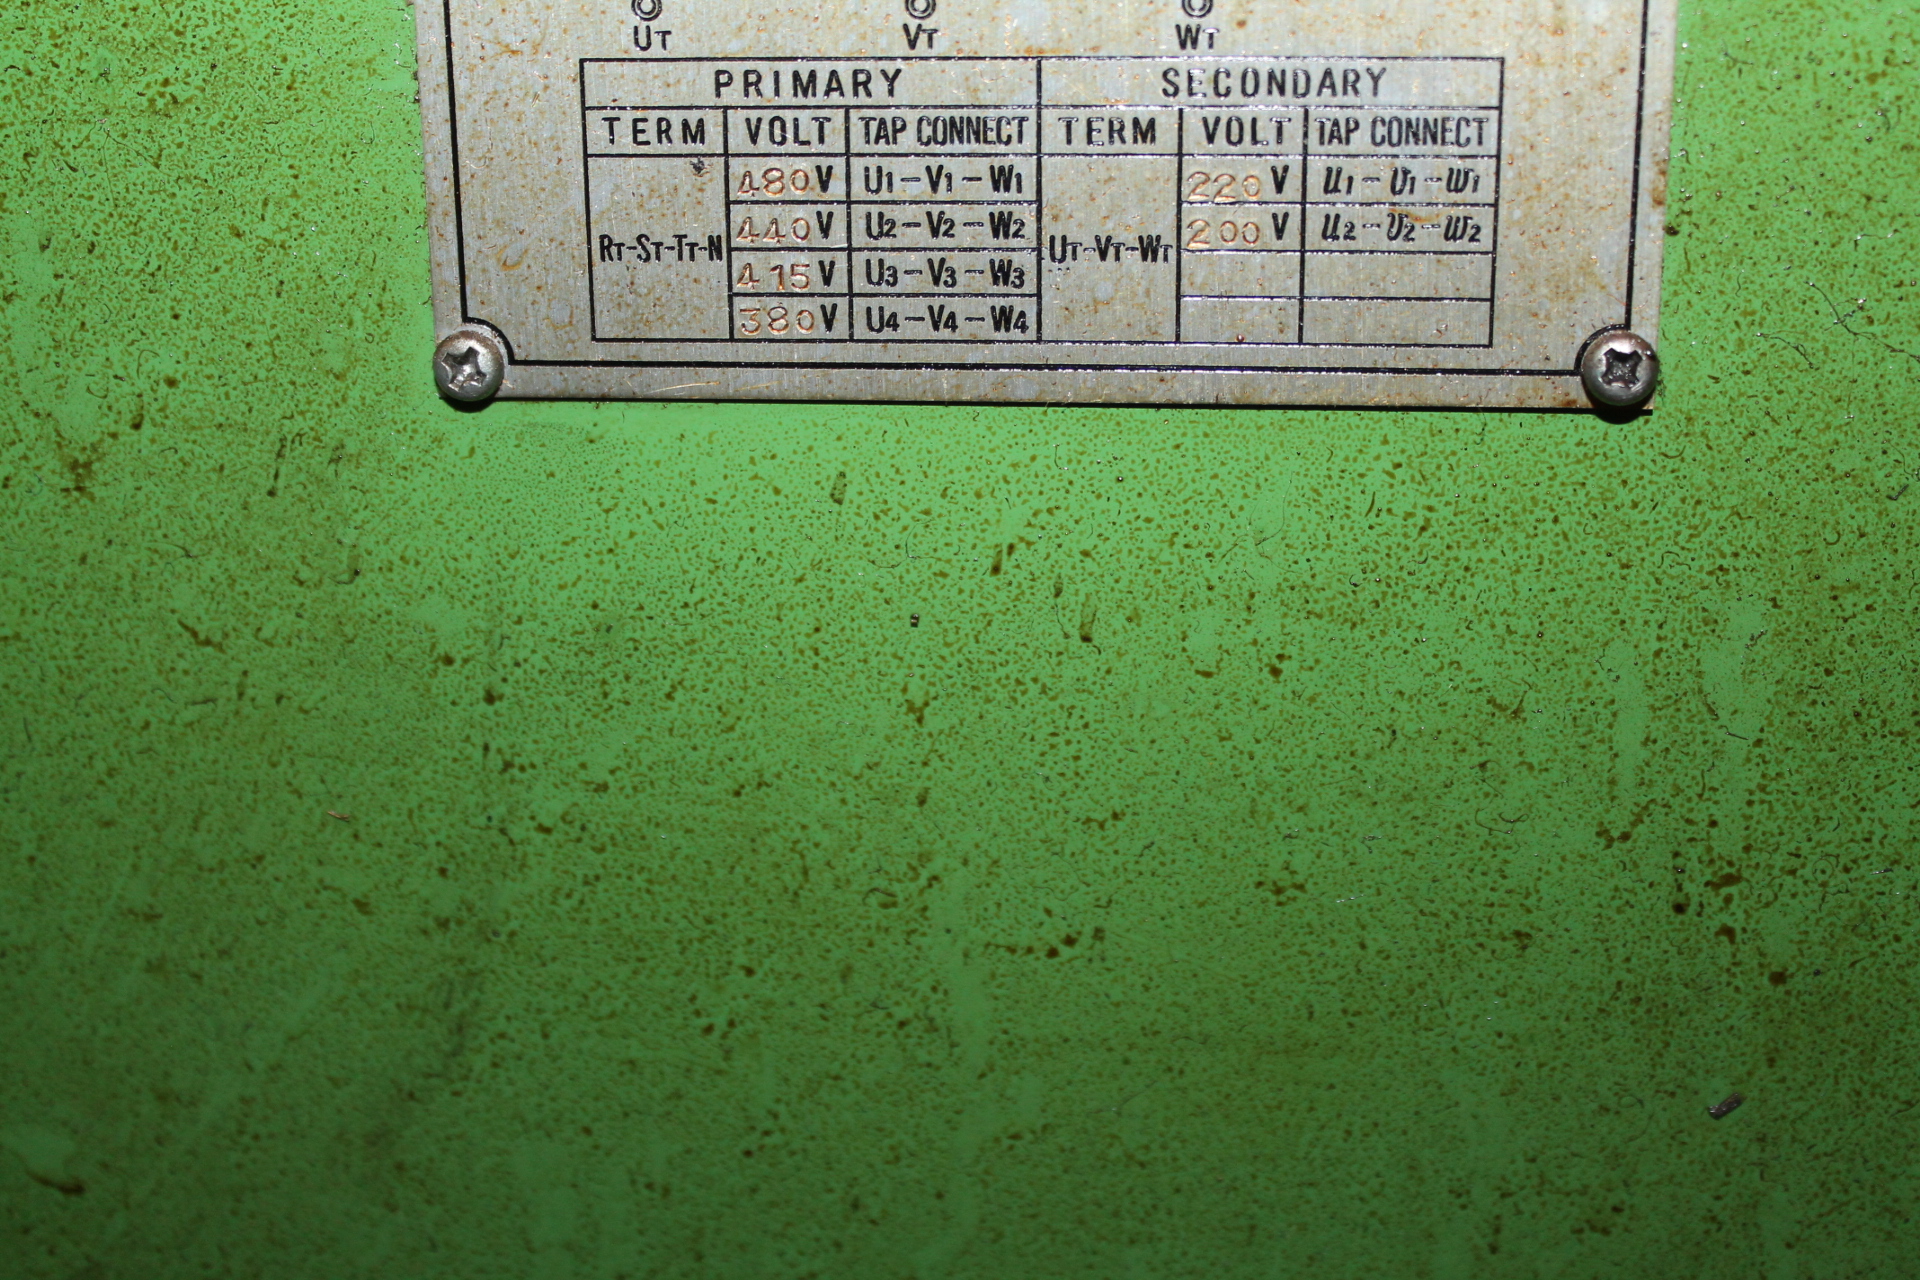 UT VT WT
PRIMARY SECONDARY
TERM VOLT TAP CONNECT TERM VOLT TAP CONNECT
480V U1-V1-W1 220V u1-v1-w1
440V U2-V2-W2 200V u2-v2-w2
RT-ST-TT-N UT-VT-WT
415V U3-V3-W3
380V U4-V4-W4